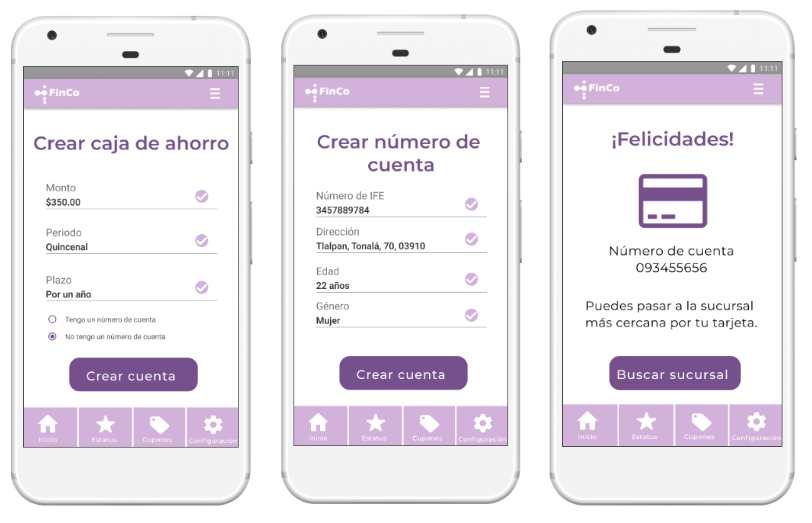 11:11
FinCo
Crear caja de ahorro
Monto
$350.00
Periodo
Quincenal
Plazo
Por un año
Tengo un número de cuenta
No tengo un número de cuenta
Crear cuenta
Inicio
Estatus
Cupones
Configuración
11:11
FinCo
Crear número de
cuenta
Número de IFE
3457889784
Dirección
Tlalpan, Tonalá, 70, 03910
Edad
22 años
Género
Mujer
Crear cuenta
Inicio
Estatus
Cupones
Configuración
11:11
FinCo
¡Felicidades!
Número de cuenta
093455656
Puedes pasar a la sucursal
más cercana por tu tarjeta.
Buscar sucursal
Inicio
Estatus
Cupones
Configuración